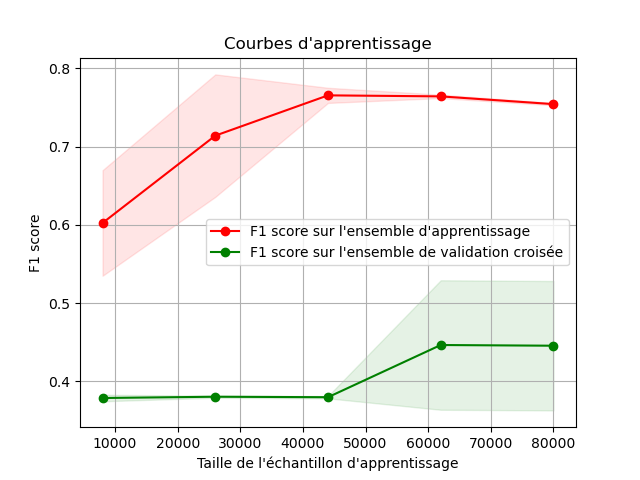 Courbes d'apprentissage
0.8
0.7
0.6
0.5
0.4
F1 score
F1 score sur l'ensemble d'apprentissage
F1 score sur l'ensemble de validation croisée
10000 20000 30000 40000 50000 60000 70000 80000
Taille de l'échantillon d'apprentissage